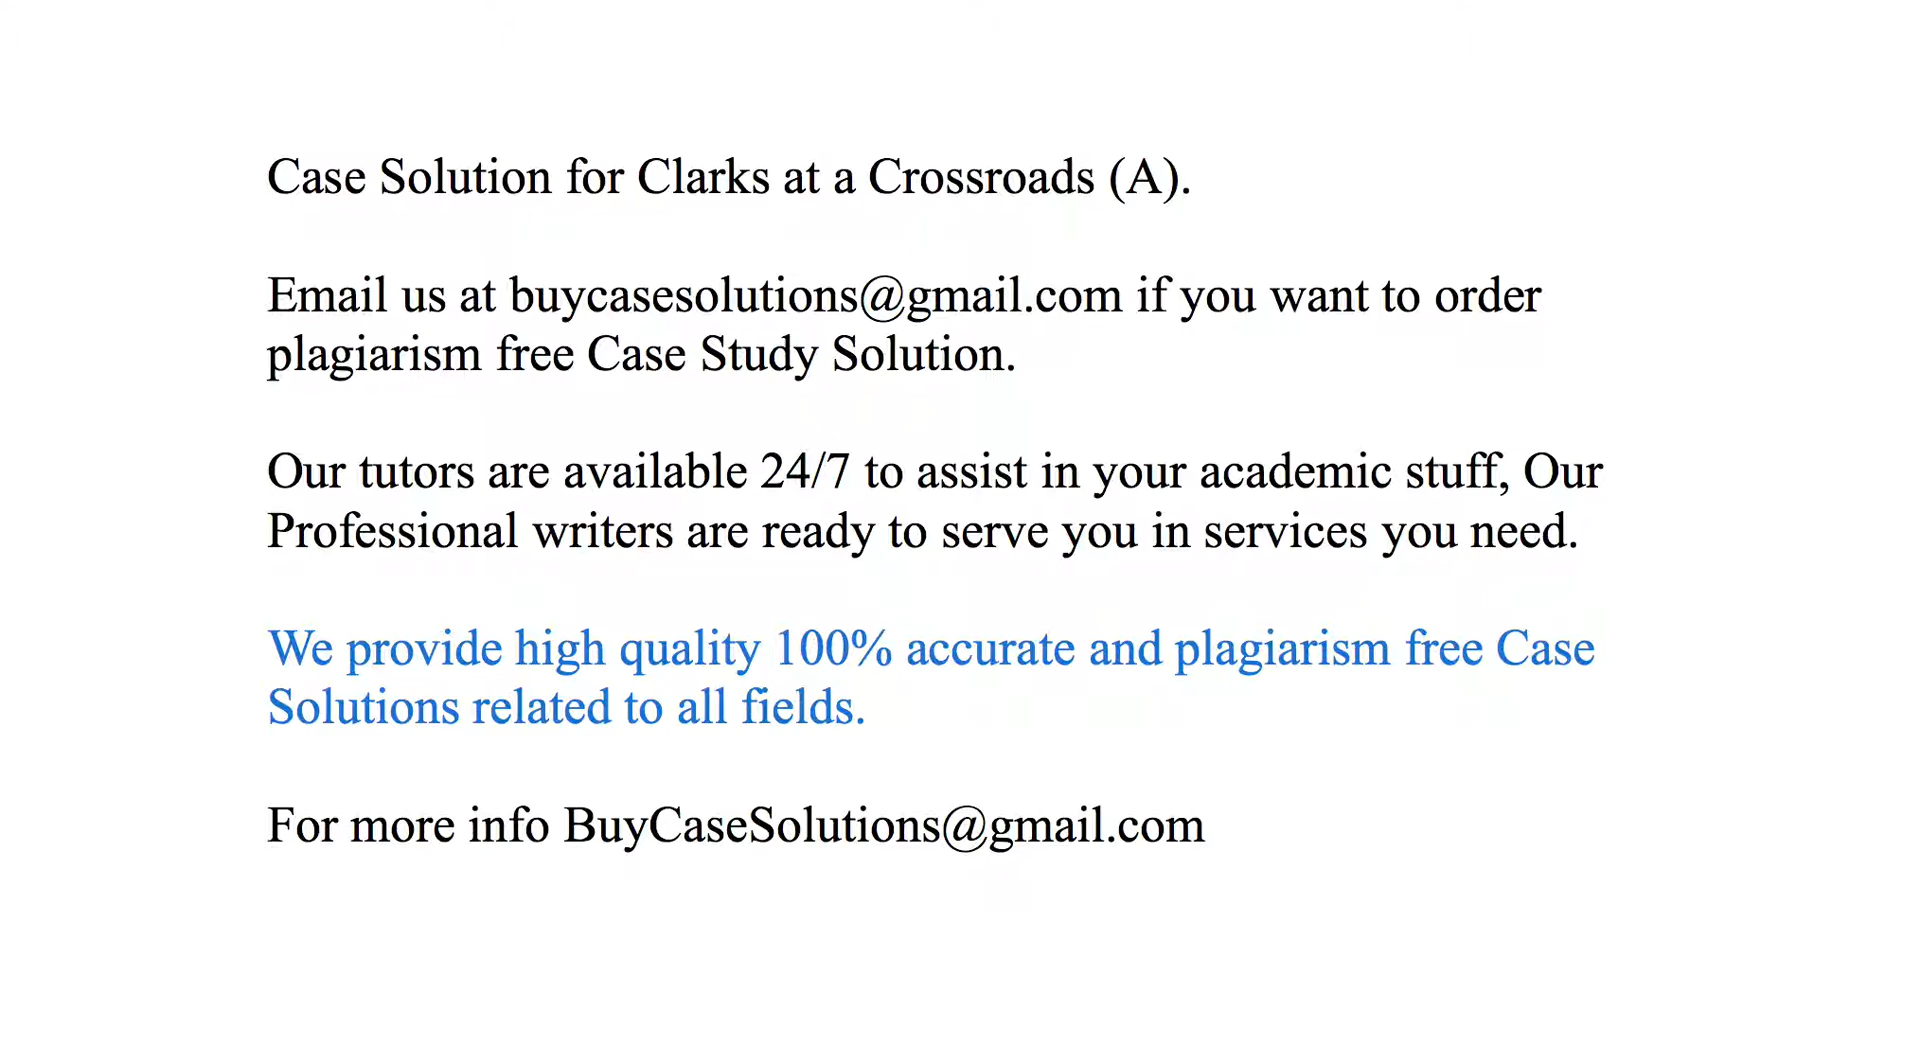 Case Solution for Clarks at a Crossroads (A).
Email us at buycasesolutions@gmail.com if you want to order
plagiarism free Case Study Solution.
Our tutors are available 24/7 to assist in your academic stuff, Our
Professional writers are ready to serve you in services you need.
We provide high quality 100% accurate and plagiarism free Case
Solutions related to all fields.
For more info BuyCaseSolutions@gmail.com